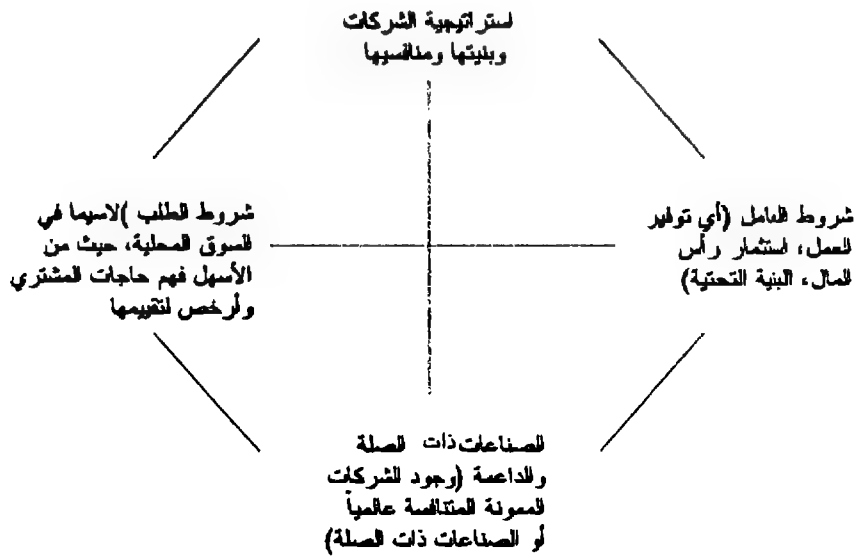 استراتيجية الشركات
وبنيتها ومنافسيها
شروط العامل (أي توفير
العمل، استثمار رأس
المال، البنية التحتية)
شروط الطلب )لاسيما في
السوق المحلية، حيث من
الأسهل فهم حاجات المشتري
وأرخص لتقييمها
الصناعات ذات الصلة
والداعمة (وجود الشركات
الممونة المتنافسة عالمياً
أو الصناعات ذات الصلة)